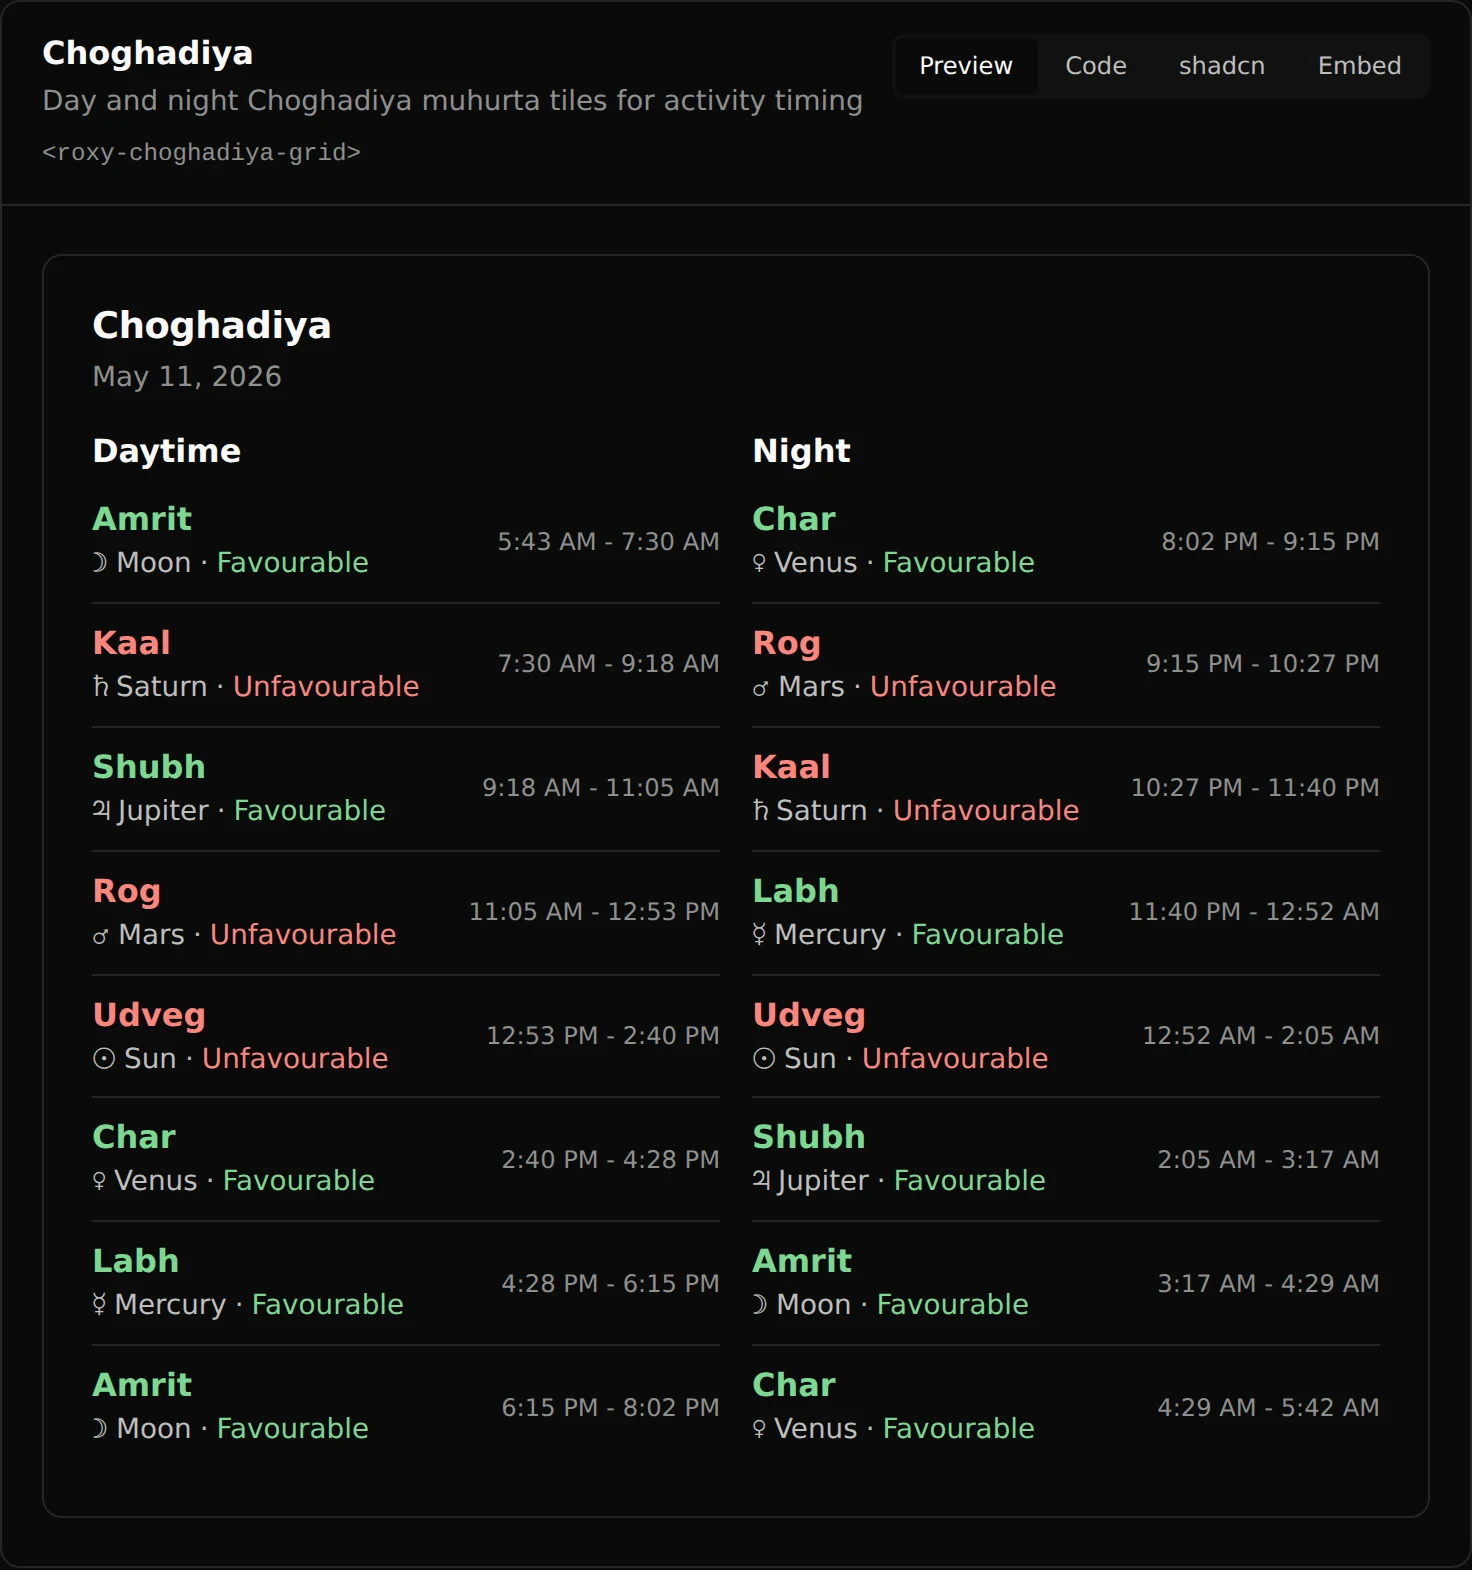 Choghadiya
Day and night Choghadiya muhurta tiles for activity timing
<roxy-choghadiya-grid>
Preview Code shadcn Embed
Choghadiya
May 11, 2026
Daytime
Amrit
☽ Moon · Favourable
5:43 AM - 7:30 AM
Kaal
♄ Saturn · Unfavourable
7:30 AM - 9:18 AM
Shubh
♃ Jupiter · Favourable
9:18 AM - 11:05 AM
Rog
♂ Mars · Unfavourable
11:05 AM - 12:53 PM
Udveg
☉ Sun · Unfavourable
12:53 PM - 2:40 PM
Char
♀ Venus · Favourable
2:40 PM - 4:28 PM
Labh
☿ Mercury · Favourable
4:28 PM - 6:15 PM
Amrit
☽ Moon · Favourable
6:15 PM - 8:02 PM
Night
Char
♀ Venus · Favourable
8:02 PM - 9:15 PM
Rog
♂ Mars · Unfavourable
9:15 PM - 10:27 PM
Kaal
♄ Saturn · Unfavourable
10:27 PM - 11:40 PM
Labh
☿ Mercury · Favourable
11:40 PM - 12:52 AM
Udveg
☉ Sun · Unfavourable
12:52 AM - 2:05 AM
Shubh
♃ Jupiter · Favourable
2:05 AM - 3:17 AM
Amrit
☽ Moon · Favourable
3:17 AM - 4:29 AM
Char
♀ Venus · Favourable
4:29 AM - 5:42 AM